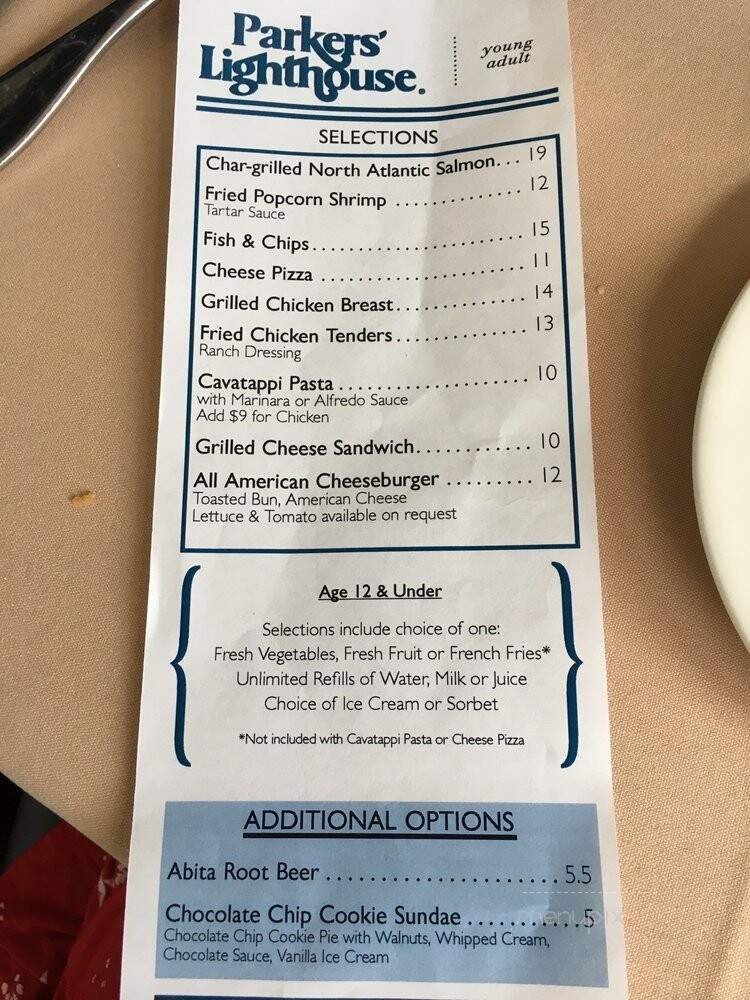 Parkers'
Lighthouse.
young
adult
SELECTIONS
Char-grilled North Atlantic Salmon... 19
Fried Popcorn Shrimp ............... 12
Tartar Sauce
Fish & Chips......................... 15
Cheese Pizza ........................ 11
Grilled Chicken Breast............... 14
Fried Chicken Tenders............... 13
Ranch Dressing
Cavatappi Pasta ..................... 10
with Marinara or Alfredo Sauce
Add $9 for Chicken
Grilled Cheese Sandwich............ 10
All American Cheeseburger ......... 12
Toasted Bun, American Cheese
Lettuce & Tomato available on request
Age 12 & Under
Selections include choice of one:
Fresh Vegetables, Fresh Fruit or French Fries*
Unlimited Refills of Water, Milk or Juice
Choice of Ice Cream or Sorbet
*Not included with Cavatappi Pasta or Cheese Pizza
ADDITIONAL OPTIONS
Abita Root Beer ...................... 5.5
Chocolate Chip Cookie Sundae ...........5
Chocolate Chip Cookie Pie with Walnuts, Whipped Cream,
Chocolate Sauce, Vanilla Ice Cream